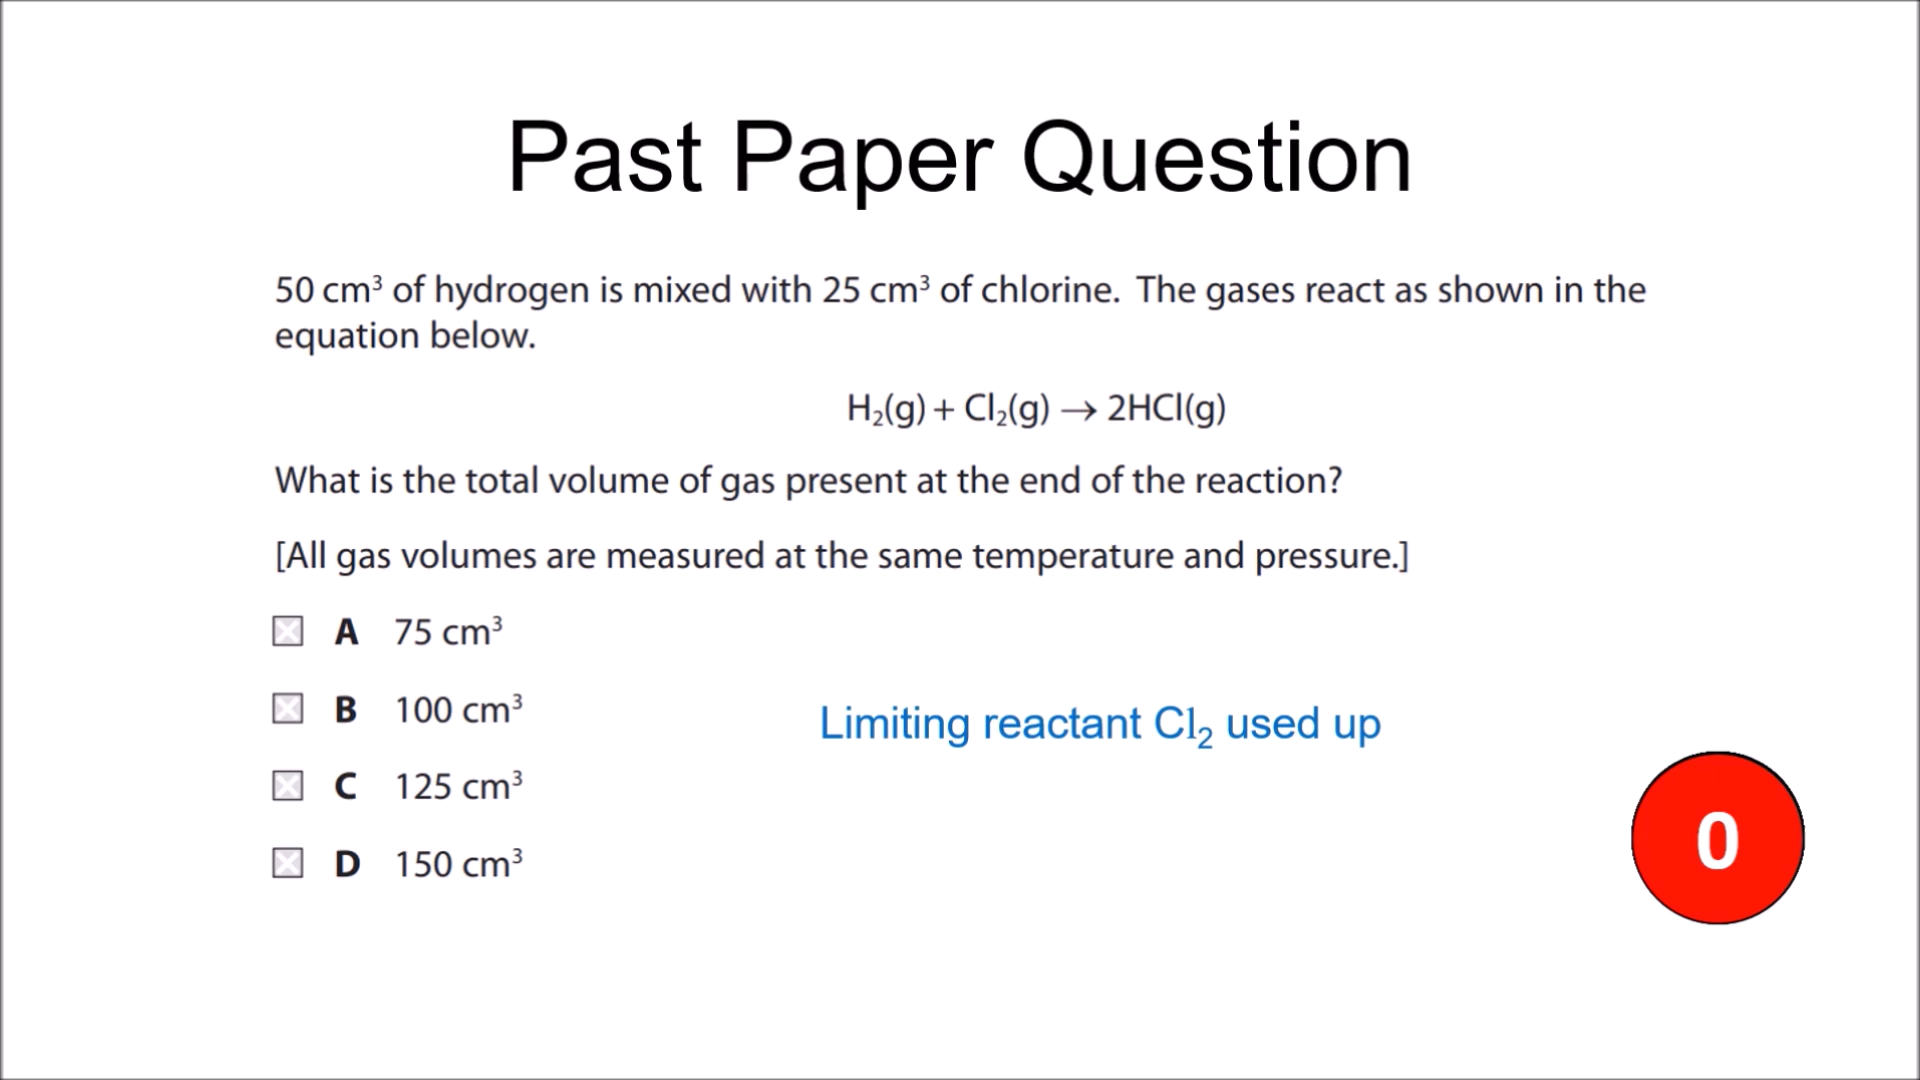 Past Paper Question
50 cm³ of hydrogen is mixed with 25 cm³ of chlorine. The gases react as shown in the
equation below.
H₂(g) + Cl₂(g) → 2HCl(g)
What is the total volume of gas present at the end of the reaction?
[All gas volumes are measured at the same temperature and pressure.]
A 75 cm³
B 100 cm³
Limiting reactant Cl₂ used up
C 125 cm³
0
D 150 cm³